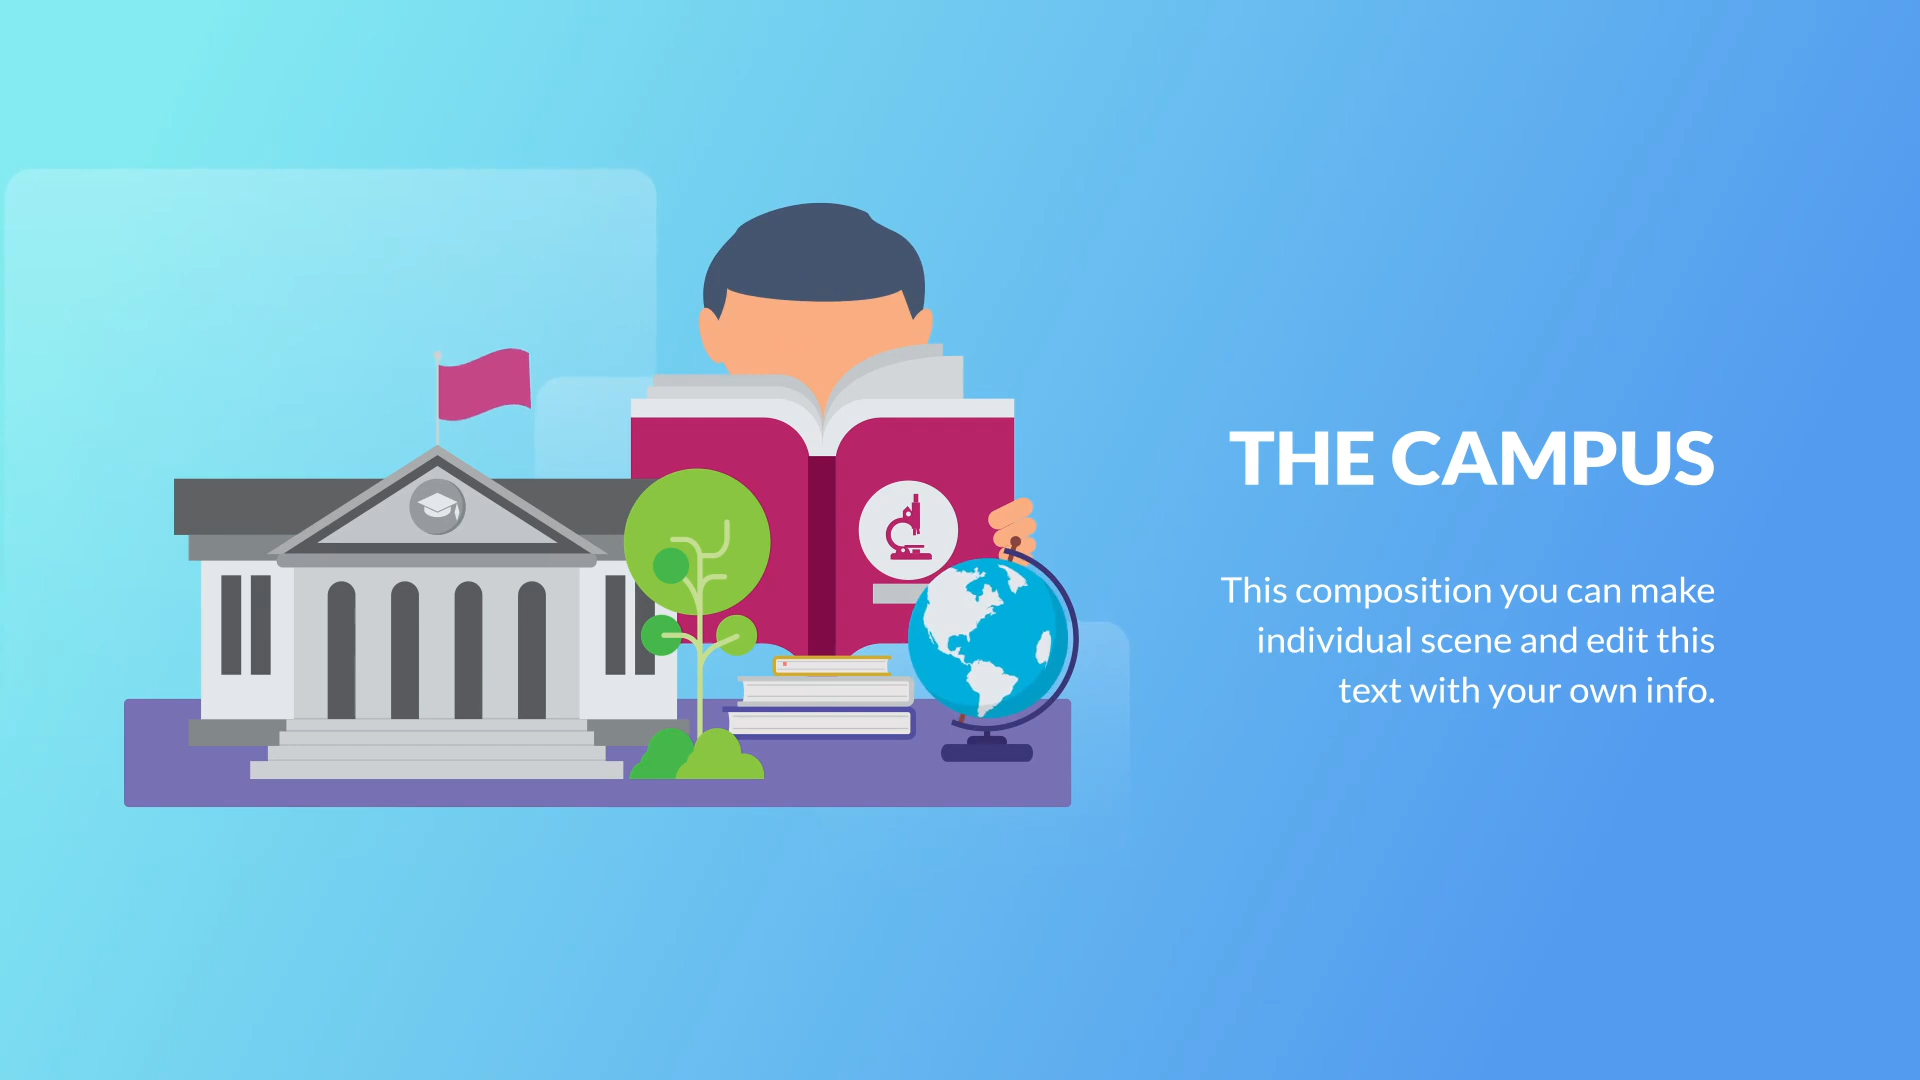 THE CAMPUS
This composition you can make
individual scene and edit this
text with your own info.